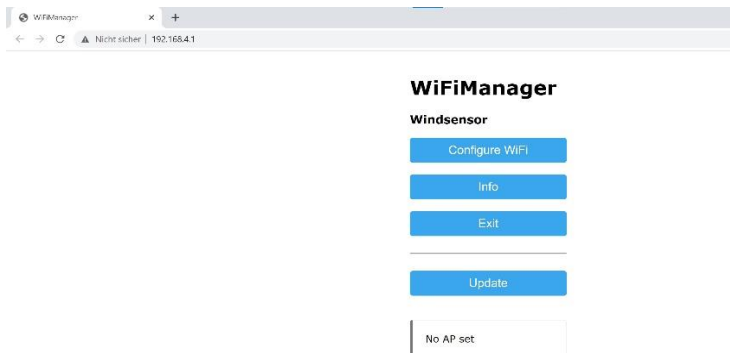 WiFiManager
Nicht sicher | 192.168.4.1
WiFiManager
Windsensor
Configure WiFi
Info
Exit
Update
No AP set